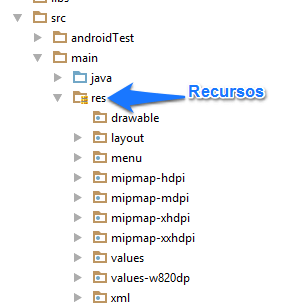 libs
src
androidTest
main
java
res
Recursos
drawable
layout
menu
mipmap-hdpi
mipmap-mdpi
mipmap-xhdpi
mipmap-xxhdpi
values
values-w820dp
xml